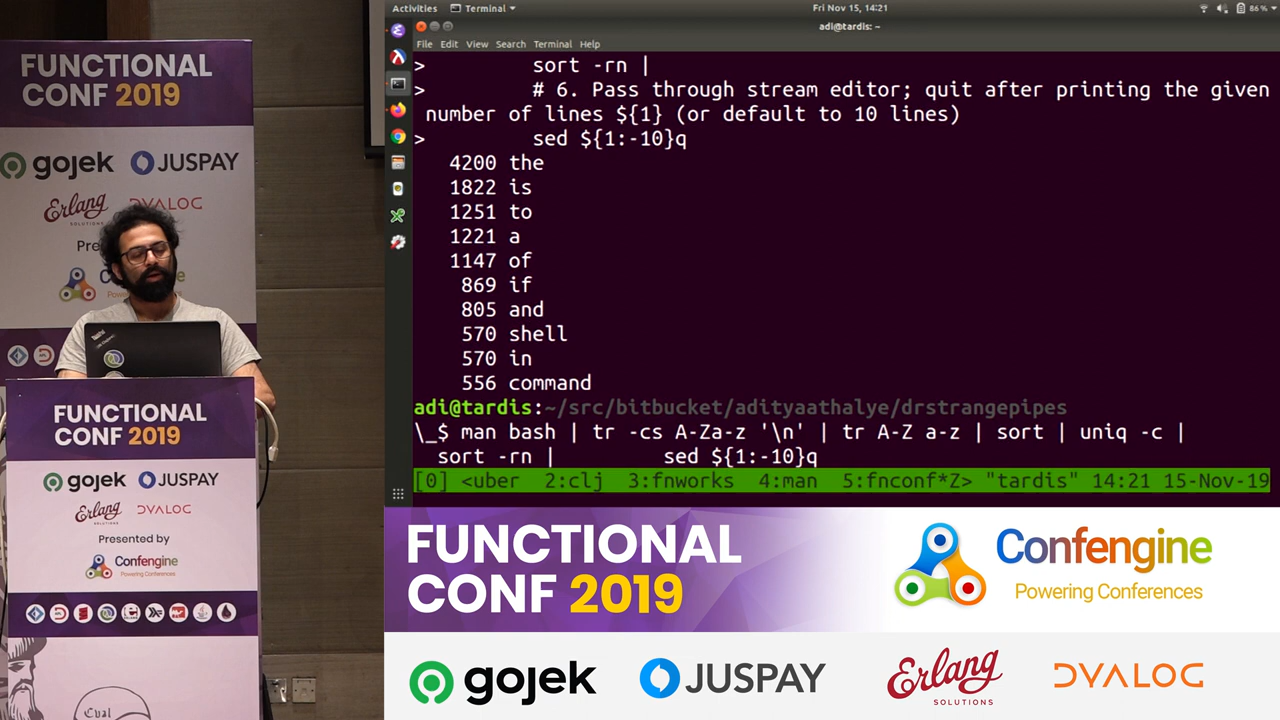 FUNCTIONAL
CONF 2019
gojek JUSPAY
Erlang DYALOG
SOLUTIONS
Pre
Co
Power
FUNCTIONAL
CONF 2019
gojek JUSPAY
Erlang DYALOG
SOLUTIONS
Presented by
Confengine
Powering Conferences
Eval
Activities Terminal Fri Nov 15, 14:21 86%
adi@tardis: ~
File Edit View Search Terminal Help
> sort -rn |
> # 6. Pass through stream editor; quit after printing the given
number of lines ${1} (or default to 10 lines)
> sed ${1:-10}q
4200 the
1822 is
1251 to
1221 a
1147 of
869 if
805 and
570 shell
570 in
556 command
adi@tardis:~/src/bitbucket/adityaathalye/drstrangepipes
\_$ man bash | tr -cs A-Za-z '\n' | tr A-Z a-z | sort | uniq -c |
sort -rn | sed ${1:-10}q
[0] <uber 2:clj 3:fnworks 4:man 5:fnconf*Z> "tardis" 14:21 15-Nov-19
FUNCTIONAL
CONF 2019
Confengine
Powering Conferences
gojek JUSPAY Erlang DYALOG
SOLUTIONS